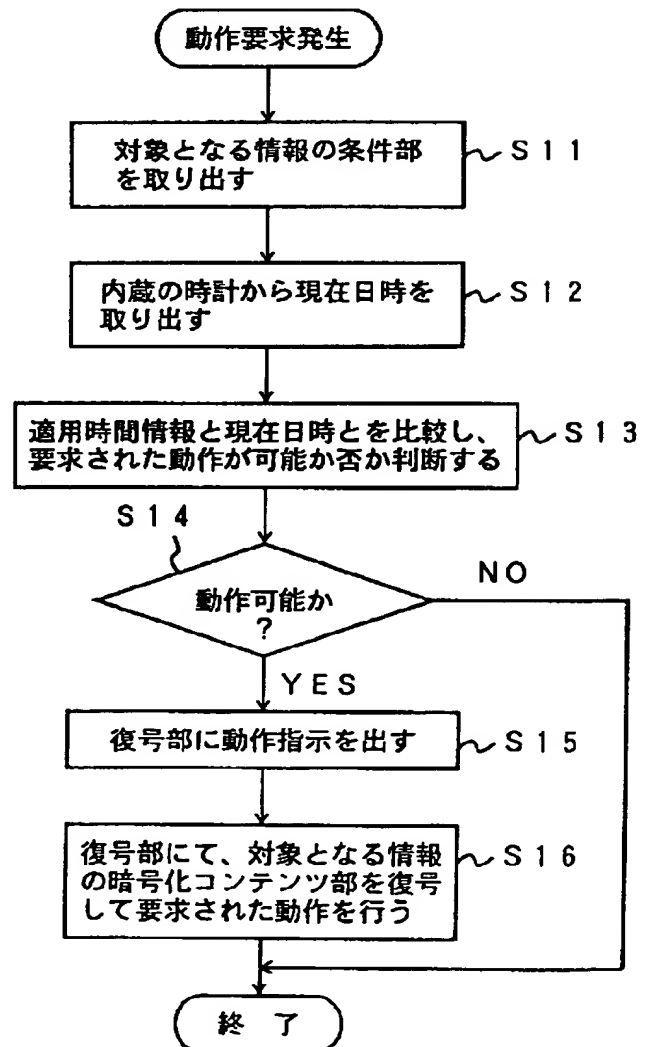 動作要求発生
対象となる情報の条件部
を取り出す
S11
内蔵の時計から現在日時を
取り出す
S12
適用時間情報と現在日時とを比較し、
要求された動作が可能か否か判断する
S13
S14
動作可能か
?
NO
YES
復号部に動作指示を出す
S15
復号部にて、対象となる情報
の暗号化コンテンツ部を復号
して要求された動作を行う
S16
終 了